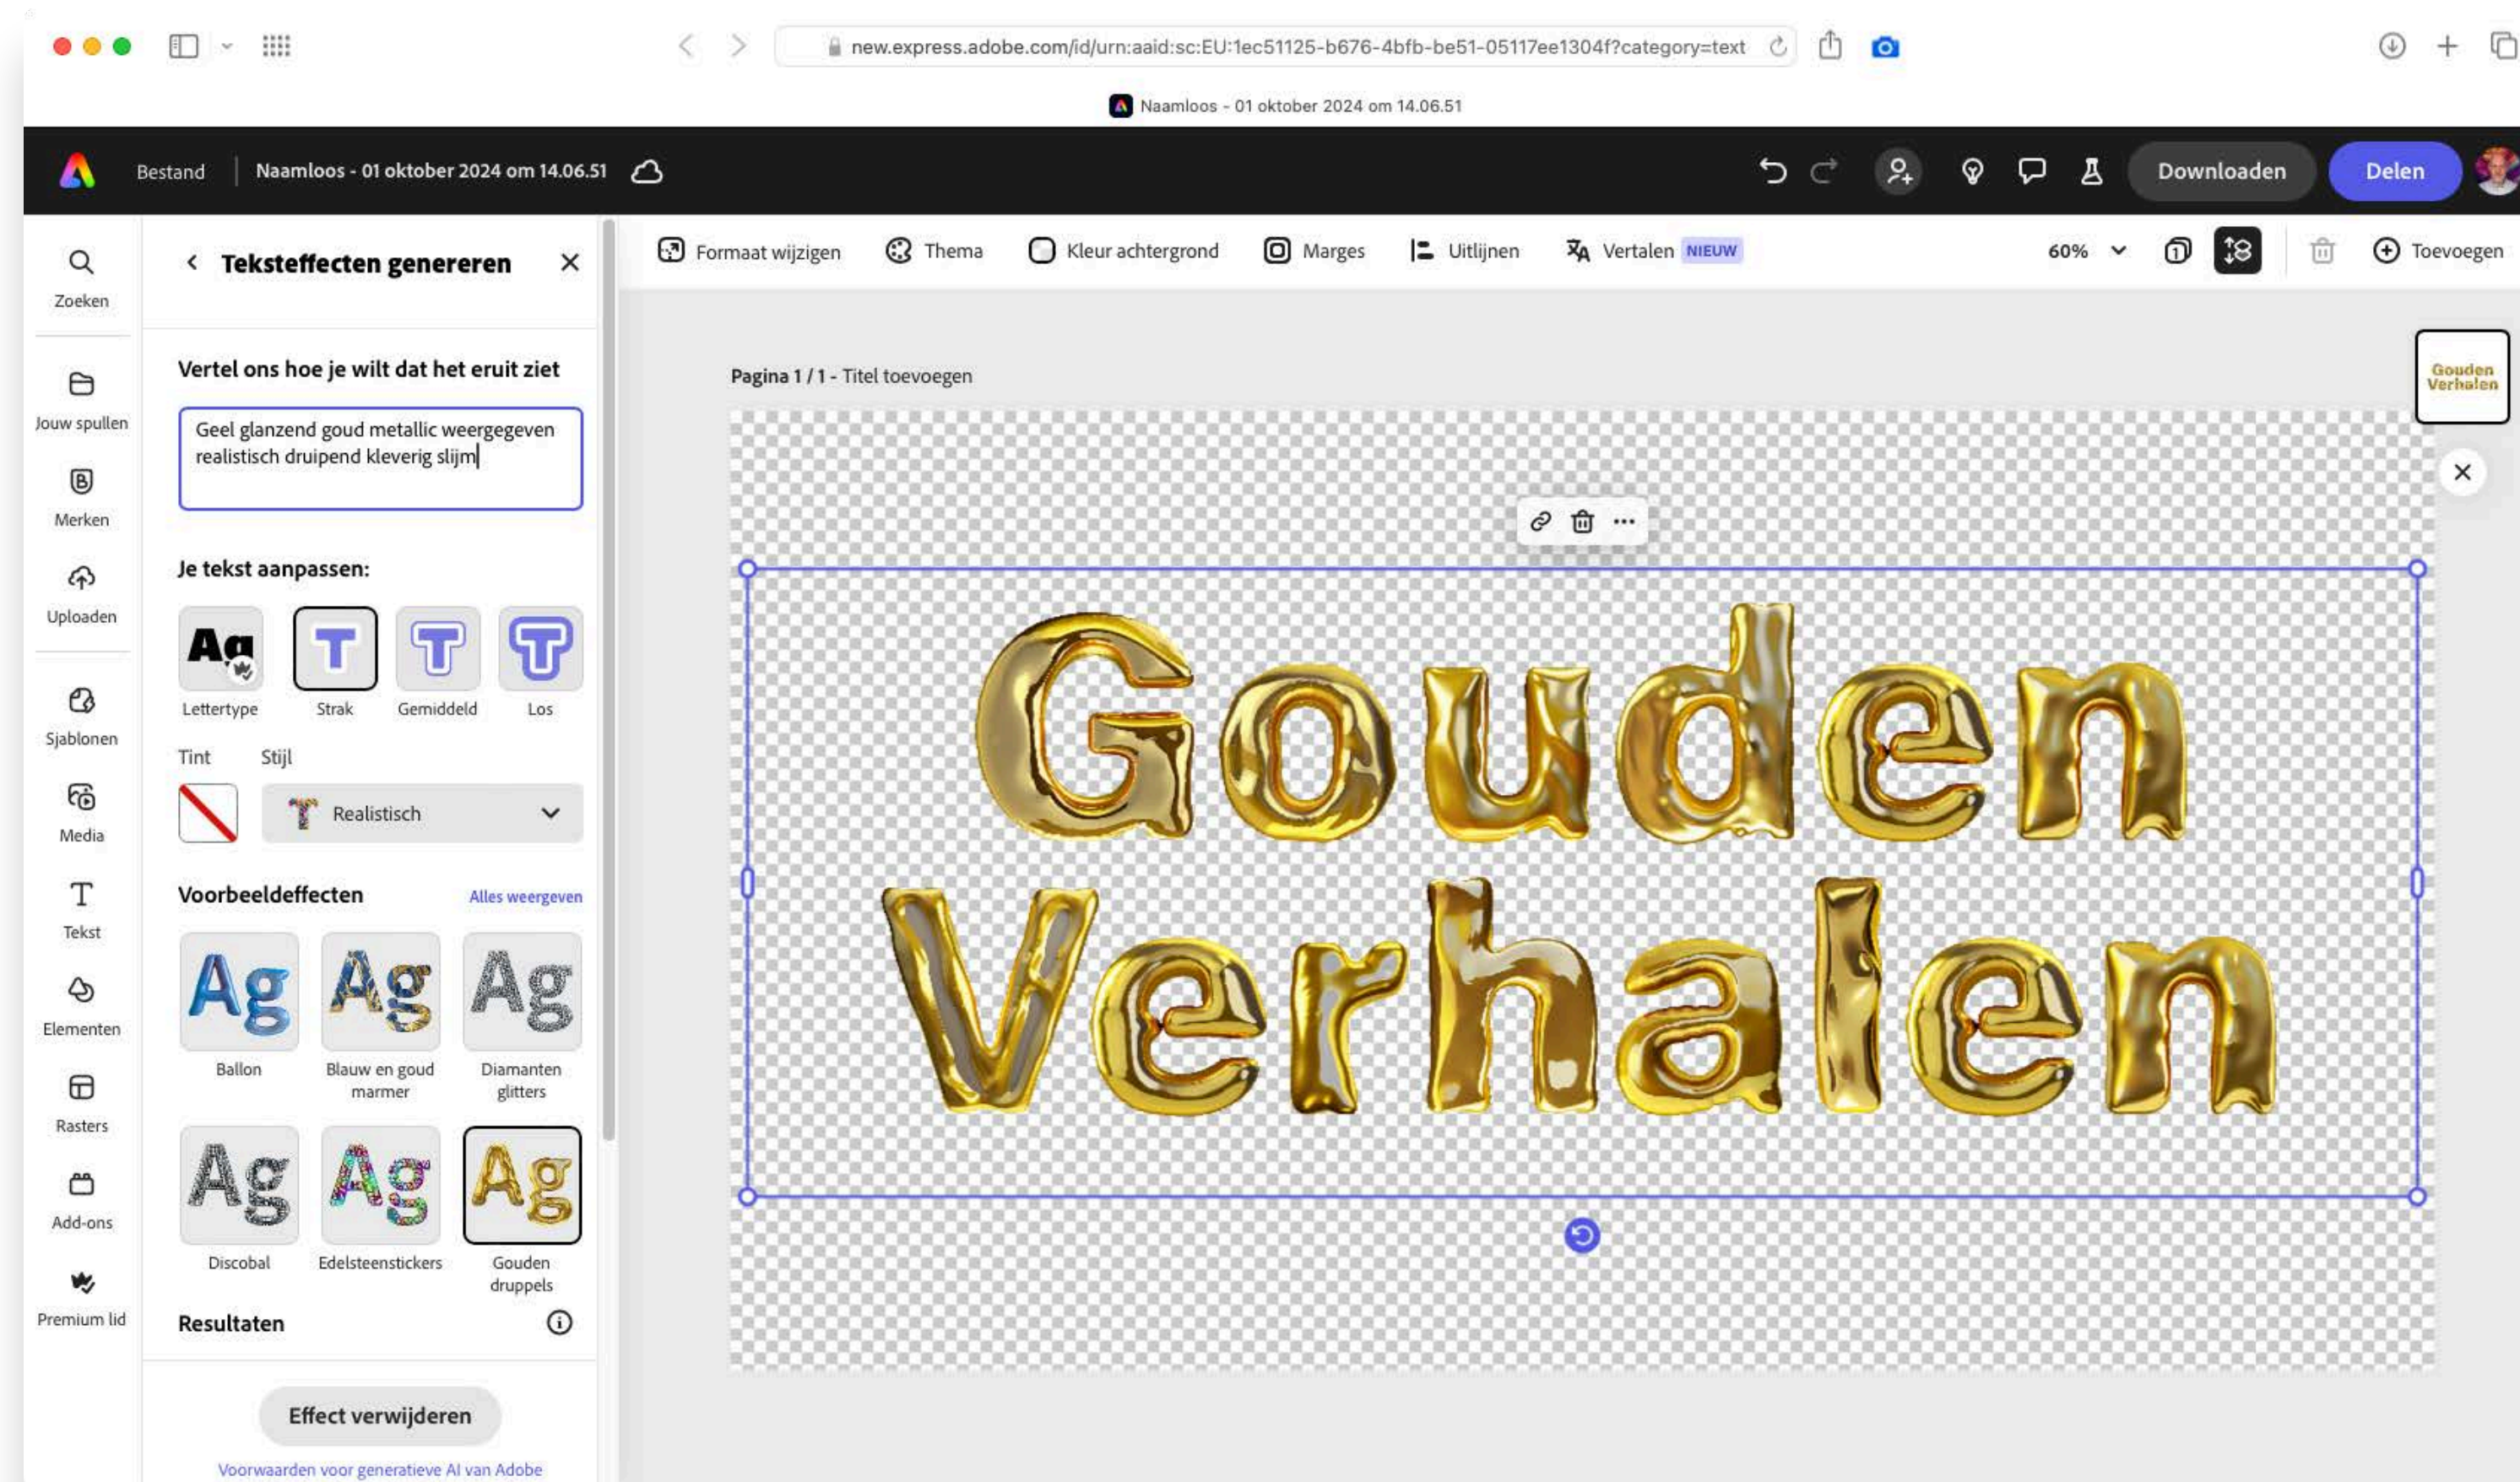 new.express.adobe.com/id/urn:aaid:sc:EU:1ec51125-b676-4bfb-be51-05117ee1304f?category=text
Naamloos - 01 oktober 2024 om 14.06.51
Bestand
Naamloos - 01 oktober 2024 om 14.06.51
Downloaden
Delen
Zoeken
Jouw spullen
Merken
Uploaden
Sjablonen
Media
Tekst
Elementen
Rasters
Add-ons
Premium lid
Teksteffecten genereren
Vertel ons hoe je wilt dat het eruit ziet
Geel glanzend goud metallic weergegeven
realistisch druipend kleverig slijm
Je tekst aanpassen:
Ag
T
T
T
Lettertype
Strak
Gemiddeld
Los
Tint
Stijl
T Realistisch
Voorbeeldeffecten
Alles weergeven
Ag
Ag
Ag
Ballon
Blauw en goud
marmer
Diamanten
glitters
Ag
Ag
Ag
Discobal
Edelsteenstickers
Gouden
druppels
Resultaten
Effect verwijderen
Voorwaarden voor generatieve AI van Adobe
Formaat wijzigen
Thema
Kleur achtergrond
Marges
Uitlijnen
Vertalen NIEUW
60%
1
Toevoegen
Pagina 1 / 1 - Titel toevoegen
Gouden
Verhalen
Gouden
Verhalen